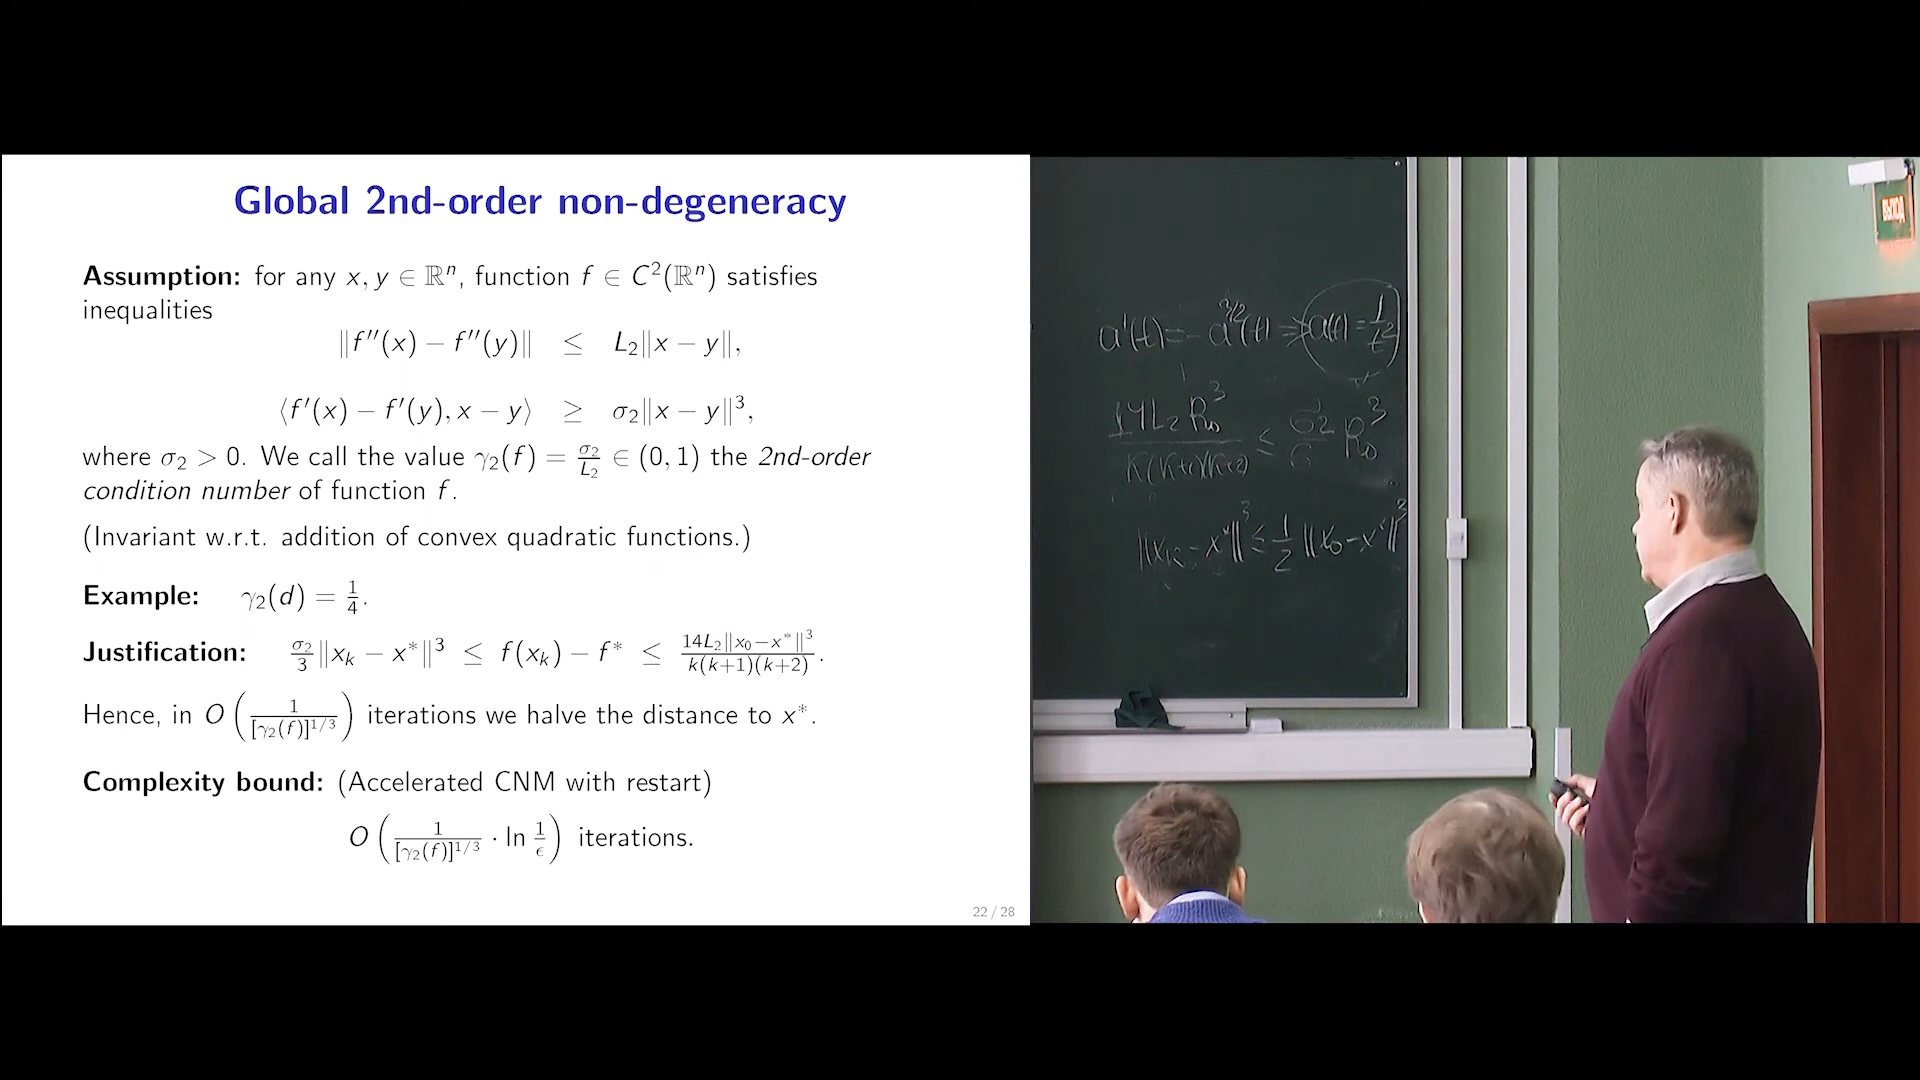 Global 2nd-order non-degeneracy
Assumption: for any x, y ∈ ℝⁿ, function f ∈ C²(ℝⁿ) satisfies
inequalities
‖f″(x) − f″(y)‖ ≤ L₂‖x − y‖,
⟨f′(x) − f′(y), x − y⟩ ≥ σ₂‖x − y‖³,
where σ₂ > 0. We call the value γ₂(f) = σ₂/L₂ ∈ (0, 1) the 2nd-order
condition number of function f.
(Invariant w.r.t. addition of convex quadratic functions.)
Example: γ₂(d) = 1/4.
Justification: σ₂/3 ‖xₖ − x*‖³ ≤ f(xₖ) − f* ≤ 14L₂‖x₀−x*‖³ / k(k+1)(k+2).
Hence, in O(1/[γ₂(f)]^{1/3}) iterations we halve the distance to x*.
Complexity bound: (Accelerated CNM with restart)
O(1/[γ₂(f)]^{1/3} · ln 1/ϵ) iterations.
22 / 28
a'(t) = − a^{3/2}(t) ⇒ a(t) = 1/t²
14L₂R₀³ / k(k+1)(k+2) ≤ σ₂/6 R₀³
‖xₖ − x*‖³ ≤ 1/2 ‖x₀ − x*‖³
ВЫХОД